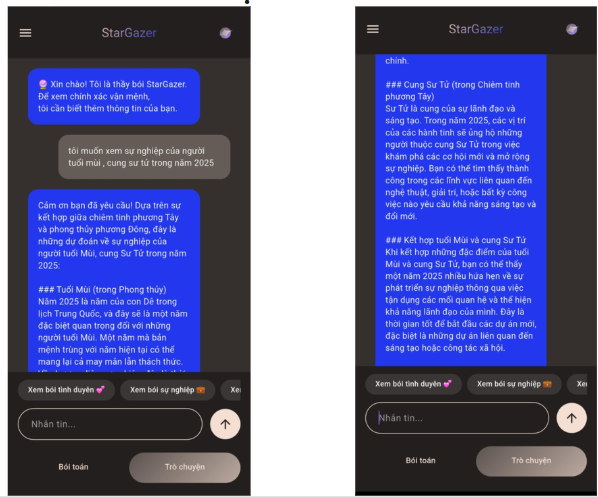 StarGazer
🔮 Xin chào! Tôi là thầy bói StarGazer.
Để xem chính xác vận mệnh,
tôi cần biết thêm thông tin của bạn.
tôi muốn xem sự nghiệp của người
tuổi mùi , cung sư tử trong năm 2025
Cảm ơn bạn đã yêu cầu! Dựa trên sự
kết hợp giữa chiêm tinh phương Tây
và phong thủy phương Đông, đây là
những dự đoán về sự nghiệp của
người tuổi Mùi, cung Sư Tử trong năm
2025:
### Tuổi Mùi (trong Phong thủy)
Năm 2025 là năm của con Dê trong
lịch Trung Quốc, và đây sẽ là một năm
đặc biệt quan trọng đối với những
người tuổi Mùi. Một năm mà bản
mệnh trùng với năm hiện tại có thể
mang lại cả may mắn lẫn thách thức.
Xem bói tình duyên 💕
Xem bói sự nghiệp 💼
Xe
Nhắn tin...
Bói toán
Trò chuyện
StarGazer
chính.
### Cung Sư Tử (trong Chiêm tinh
phương Tây)
Sư Tử là cung của sự lãnh đạo và
sáng tạo. Trong năm 2025, các vị trí
của các hành tinh sẽ ủng hộ những
người thuộc cung Sư Tử trong việc
khám phá các cơ hội mới và mở rộng
sự nghiệp. Bạn có thể tìm thấy thành
công trong các lĩnh vực liên quan đến
nghệ thuật, giải trí, hoặc bất kỳ công
việc nào yêu cầu khả năng sáng tạo và
đổi mới.
### Kết hợp tuổi Mùi và cung Sư Tử
Khi kết hợp những đặc điểm của tuổi
Mùi và cung Sư Tử, bạn có thể thấy
một năm 2025 nhiều hứa hẹn về sự
phát triển sự nghiệp thông qua việc
tận dụng các mối quan hệ và thể hiện
khả năng lãnh đạo của mình. Đây là
thời gian tốt để bắt đầu các dự án mới,
đặc biệt là những dự án liên quan đến
sáng tạo hoặc công tác xã hội.
Xem bói tình duyên 💕
Xem bói sự nghiệp 💼
Xe
Nhắn tin...
Bói toán
Trò chuyện